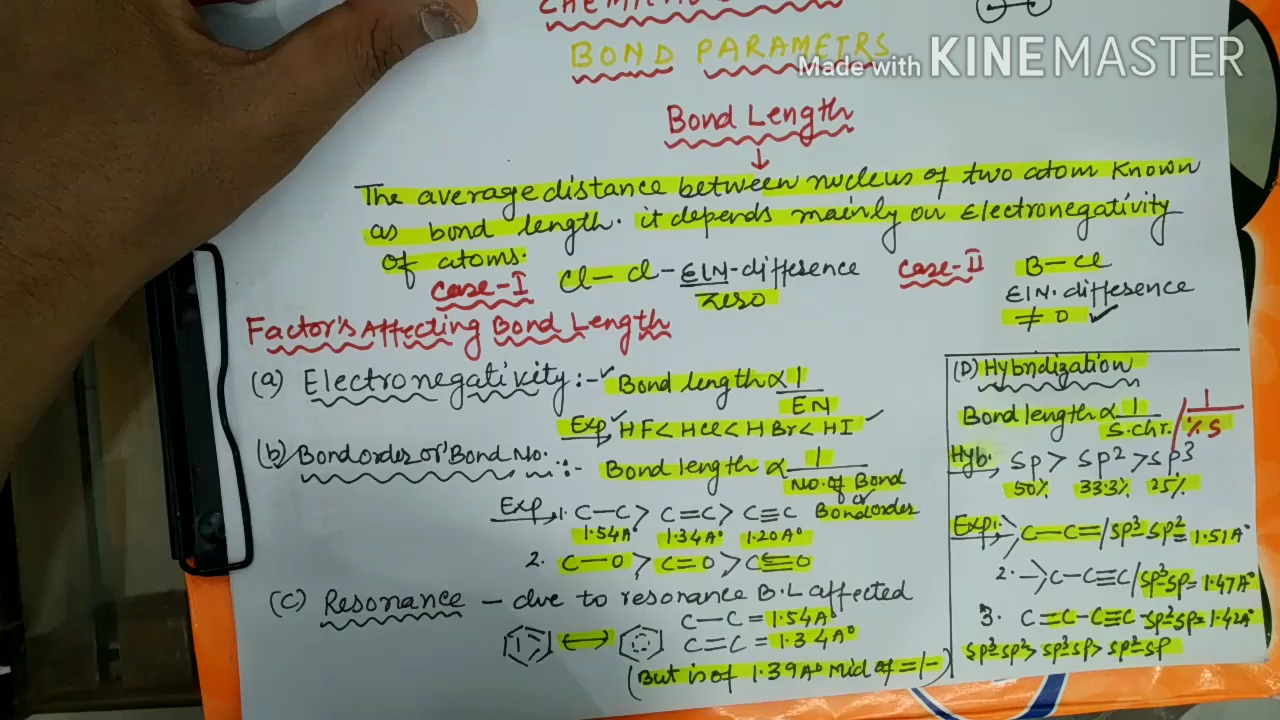 BOND PARAMETRS
Made with KINEMASTER
Bond Length
↓
The average distance between nucleus of two atom known
as bond length. it depends mainly on Electronegativity
of atoms.
Case-I Cl-Cl - E/N-difference
Zero
Case-II B-Cl
E/N. difference
≠ 0 ✓
Factor's Affecting Bond Length
(a) Electronegativity :- ✓ Bond length ∝ 1/EN
Exp ✓ HF < HCl < HBr < HI ✓
(b) Bond order or Bond No. :- Bond length ∝ 1/No. of Bond or Bond order
Exp → 1. C-C > C=C > C≡C
1.54A° 1.34A° 1.20A°
2. C-O > C=O > C≡O
(C) Resonance - due to resonance B.L affected
C-C = 1.54A°
↔ C=C = 1.34A°
(But is of 1.39A° Mid of =/-)
(D) Hybridization
Bond length ∝ 1/S.chr. / 1/%S
Hyb. sp > sp2 > sp3
50% 33.3% 25%
Exp 1. > C-C=/sp3-sp2 = 1.51A°
2. -> C-C≡C/sp3-sp = 1.47A°
3. C=C-C≡C-sp2-sp = 1.42A°
sp3-sp2 > sp3-sp > sp2-sp